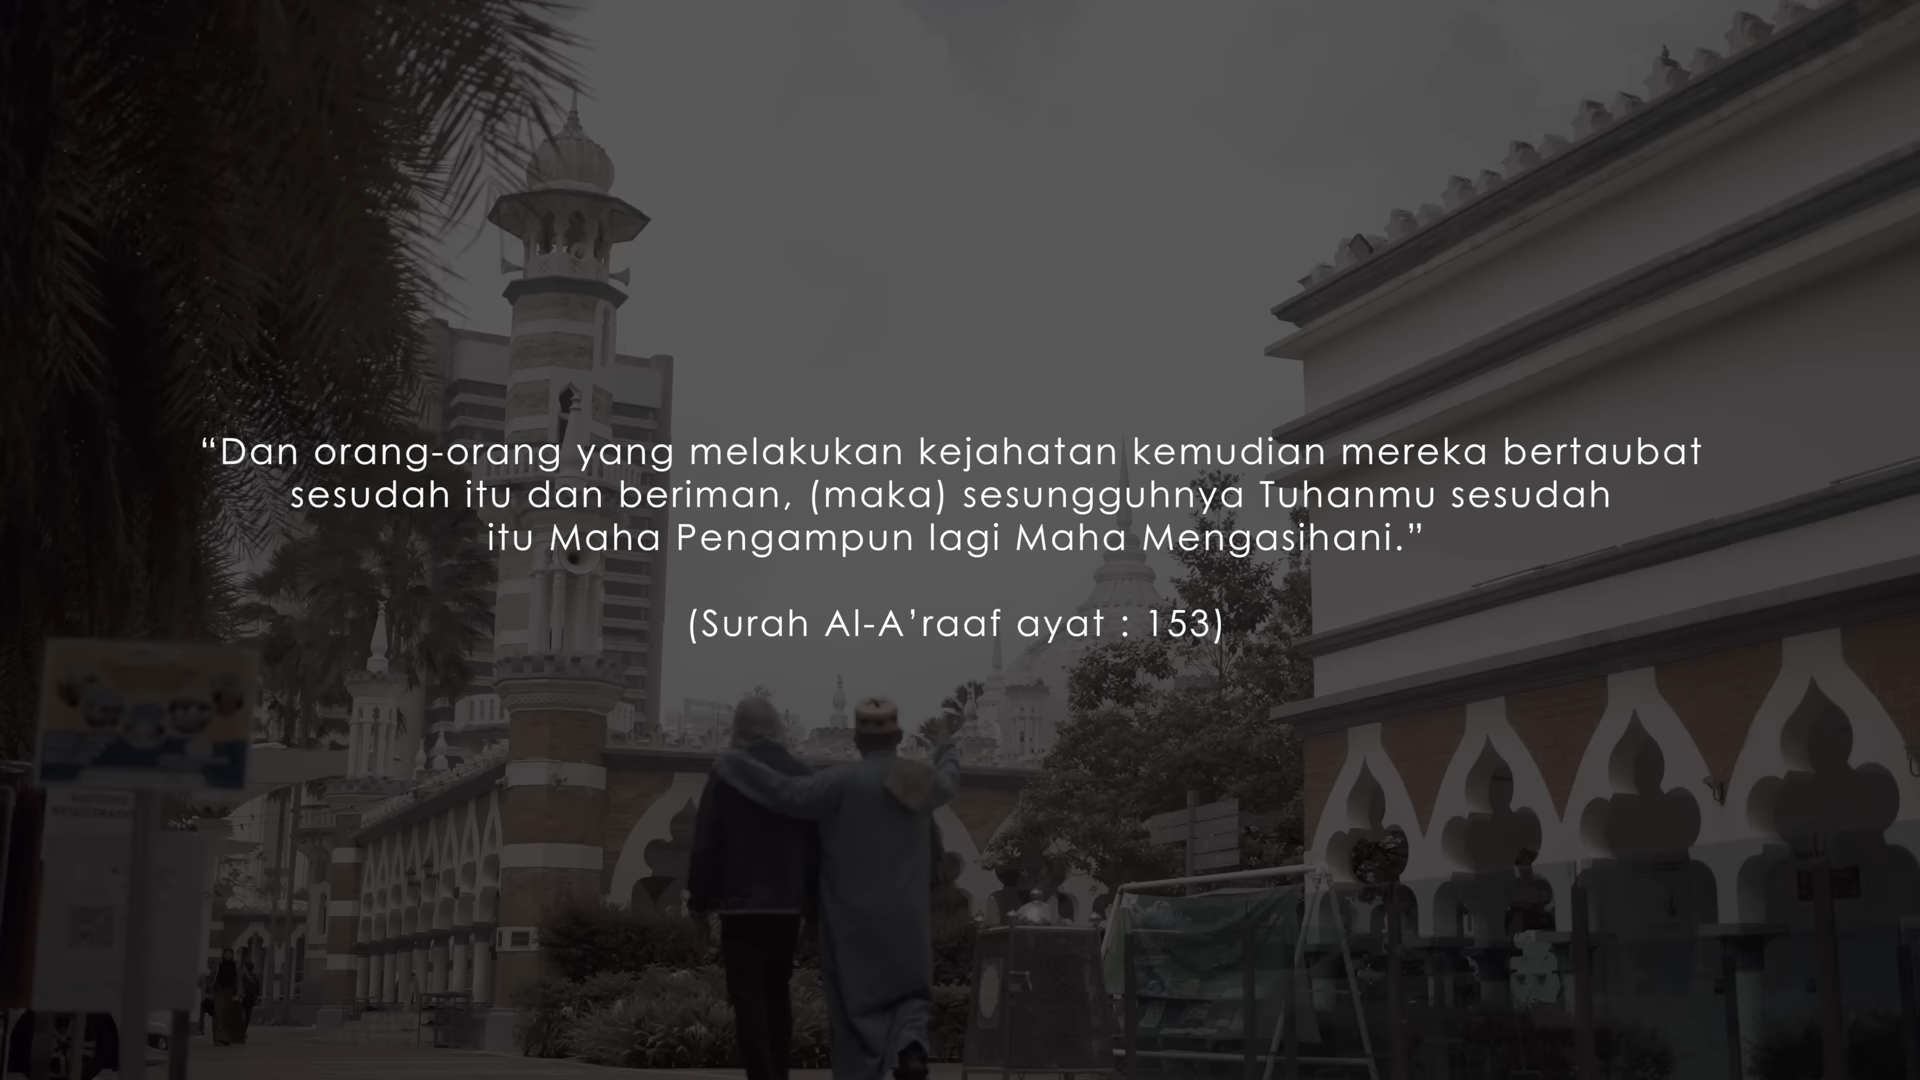 “Dan orang-orang yang melakukan kejahatan kemudian mereka bertaubat
sesudah itu dan beriman, (maka) sesungguhnya Tuhanmu sesudah
itu Maha Pengampun lagi Maha Mengasihani.”
(Surah Al-A’raaf ayat : 153)